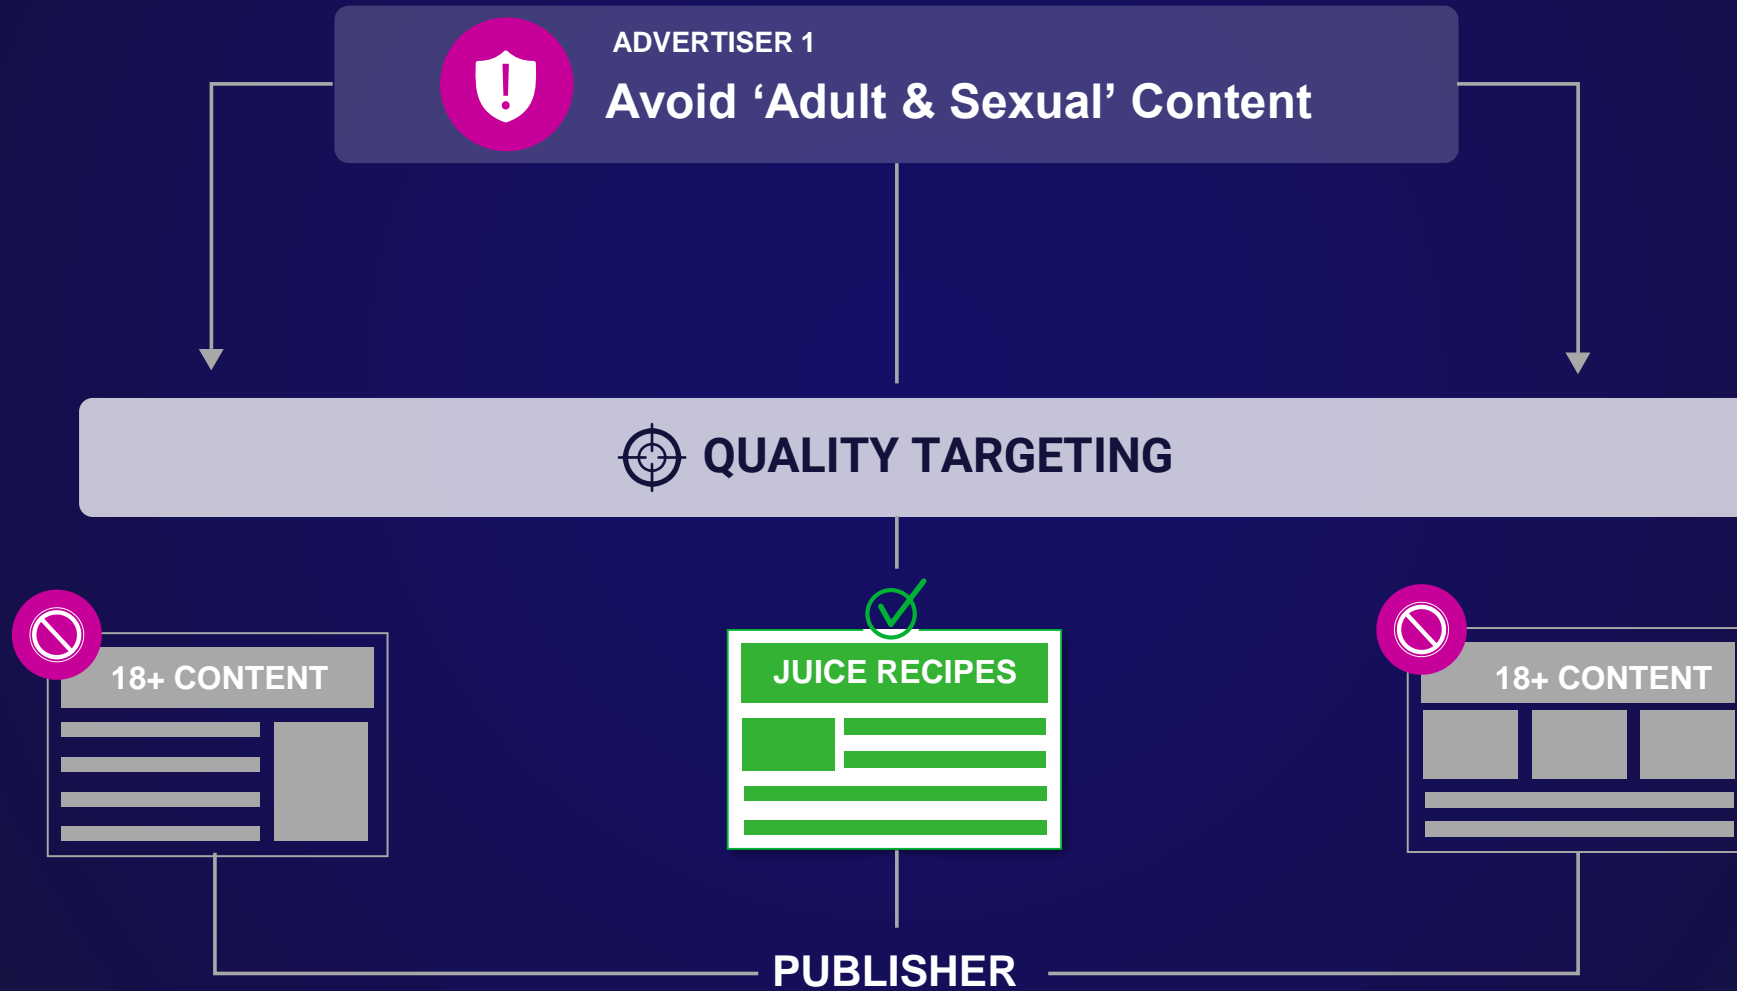 ADVERTISER 1
Avoid ‘Adult & Sexual’ Content
QUALITY TARGETING
18+ CONTENT
JUICE RECIPES
18+ CONTENT
PUBLISHER